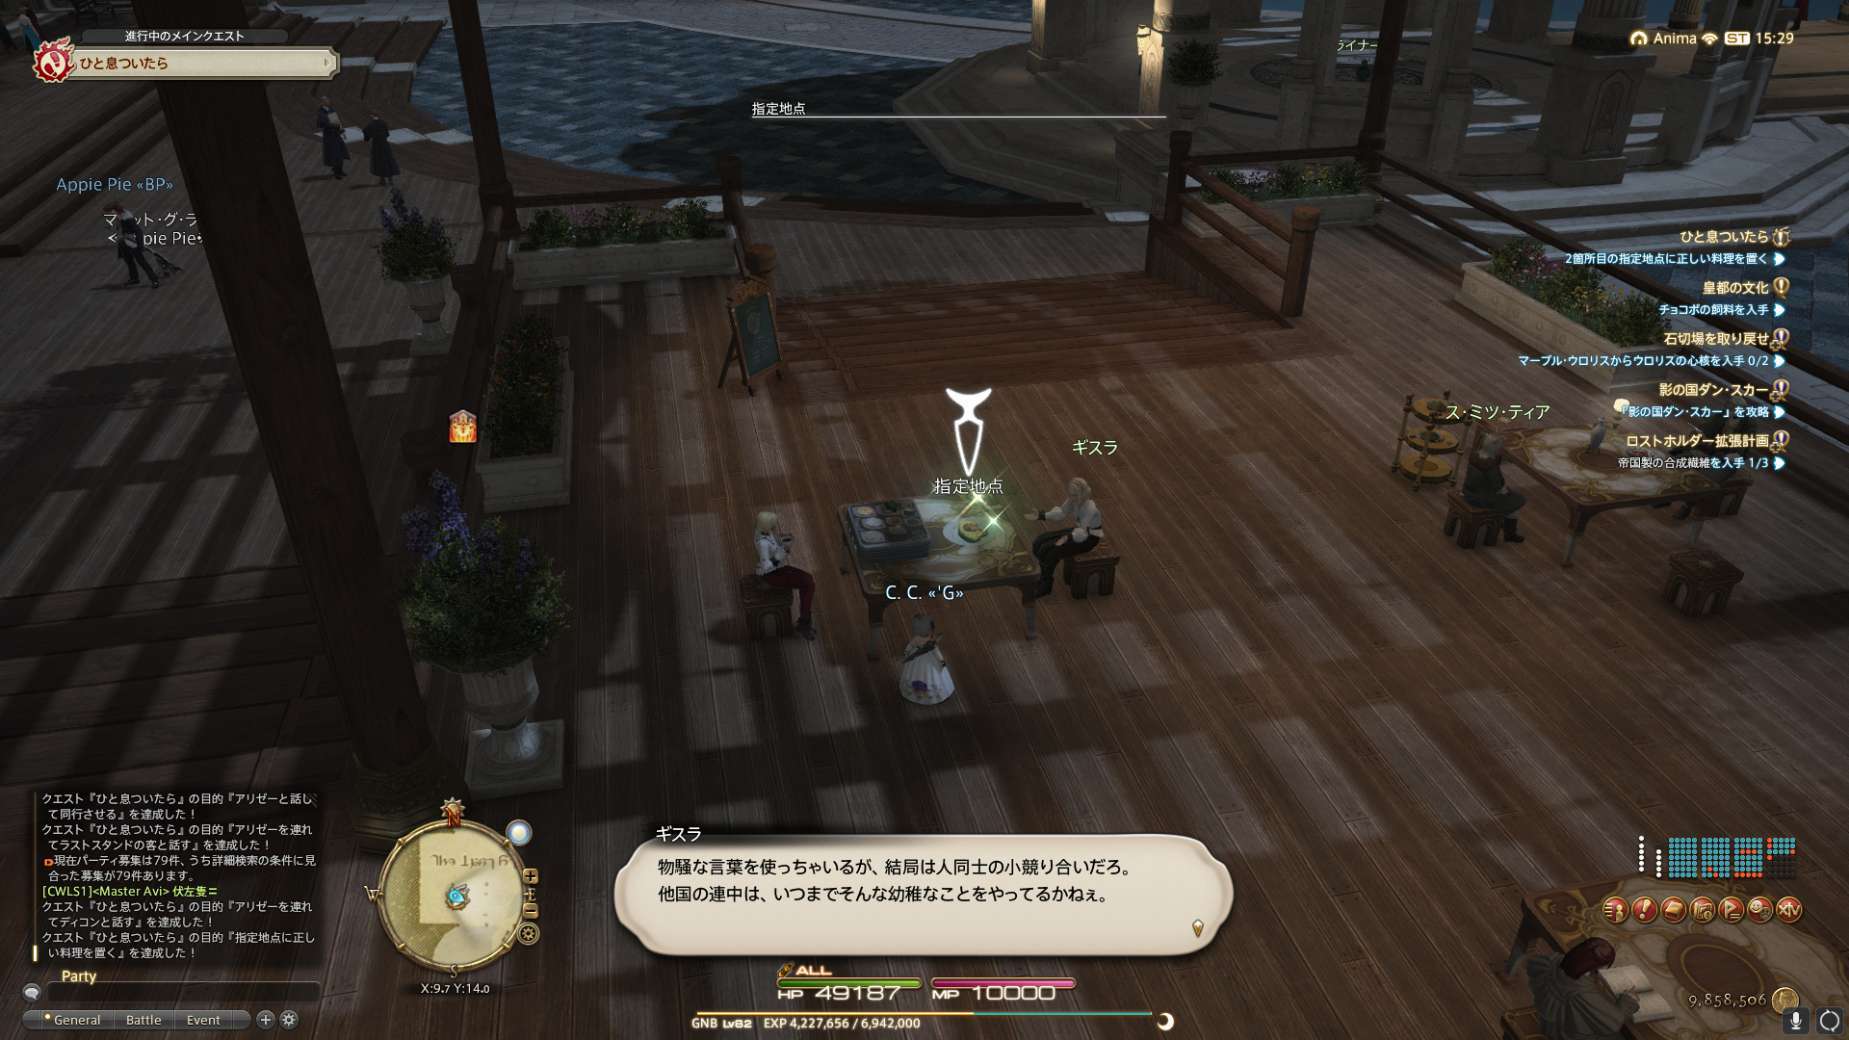 進行中のメインクエスト
ひと息ついたら
指定地点
ライナー
Anima ST 15:29
Appie Pie «BP»
ひと息ついたら
2箇所目の指定地点に正しい料理を置く
皇都の文化
チョコボの飼料を入手
石切場を取り戻せ
マーブル・ウロリスからウロリスの心核を入手 0/2
影の国ダン・スカー
「影の国ダン・スカー」を攻略
ロストホルダー拡張計画
帝国製の合成繊維を入手 1/3
ス・ミツ・ティア
ギスラ
指定地点
C. C. «'G»
クエスト『ひと息ついたら』の目的『アリゼーと話し
て同行させる』を達成した！
クエスト『ひと息ついたら』の目的『アリゼーを連れ
てラストスタンドの客と話す』を達成した！
現在パーティ募集は79件、うち詳細検索の条件に見
合った募集が79件あります。
[CWLS1]<Master Avi> 伏左隻＝
クエスト『ひと息ついたら』の目的『アリゼーを連れ
てディコンと話す』を達成した！
クエスト『ひと息ついたら』の目的『指定地点に正し
い料理を置く』を達成した！
Party
General Battle Event
N
E
S
W
X:9.7 Y:14.0
ギスラ
物騒な言葉を使っちゃいるが、結局は人同士の小競り合いだろ。
他国の連中は、いつまでそんな幼稚なことをやってるかねぇ。
ALL
HP 49187 MP 10000
GNB Lv82 EXP 4,227,656 / 6,942,000
XIV
9,858,506